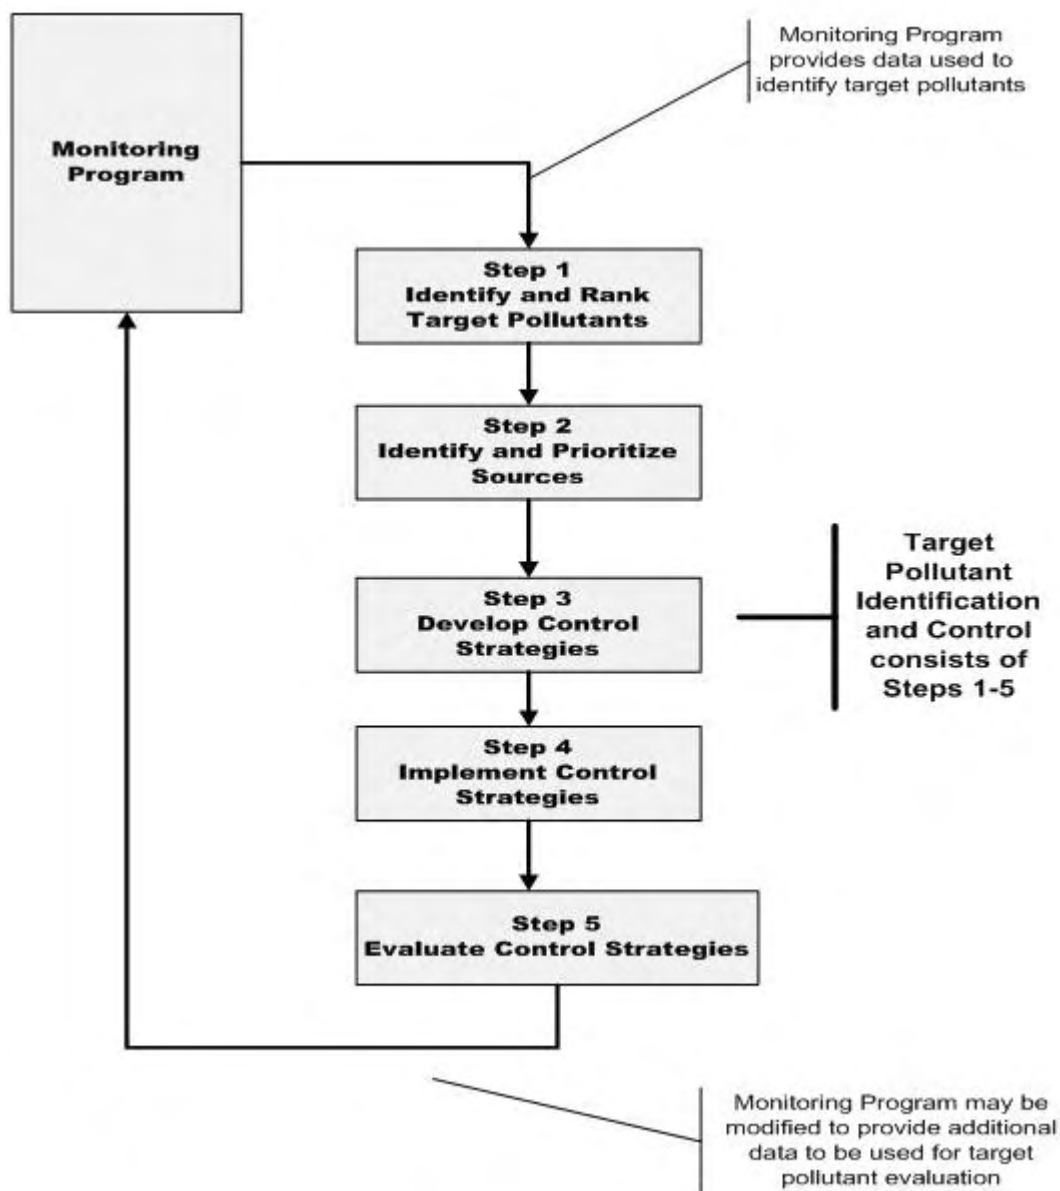 Monitoring Program
provides data used to
identify target pollutants
Monitoring
Program
Step 1
Identify and Rank
Target Pollutants
Step 2
Identify and Prioritize
Sources
Step 3
Develop Control
Strategies
Target
Pollutant
Identification
and Control
consists of
Steps 1-5
Step 4
Implement Control
Strategies
Step 5
Evaluate Control Strategies
Monitoring Program may be
modified to provide additional
data to be used for target
pollutant evaluation